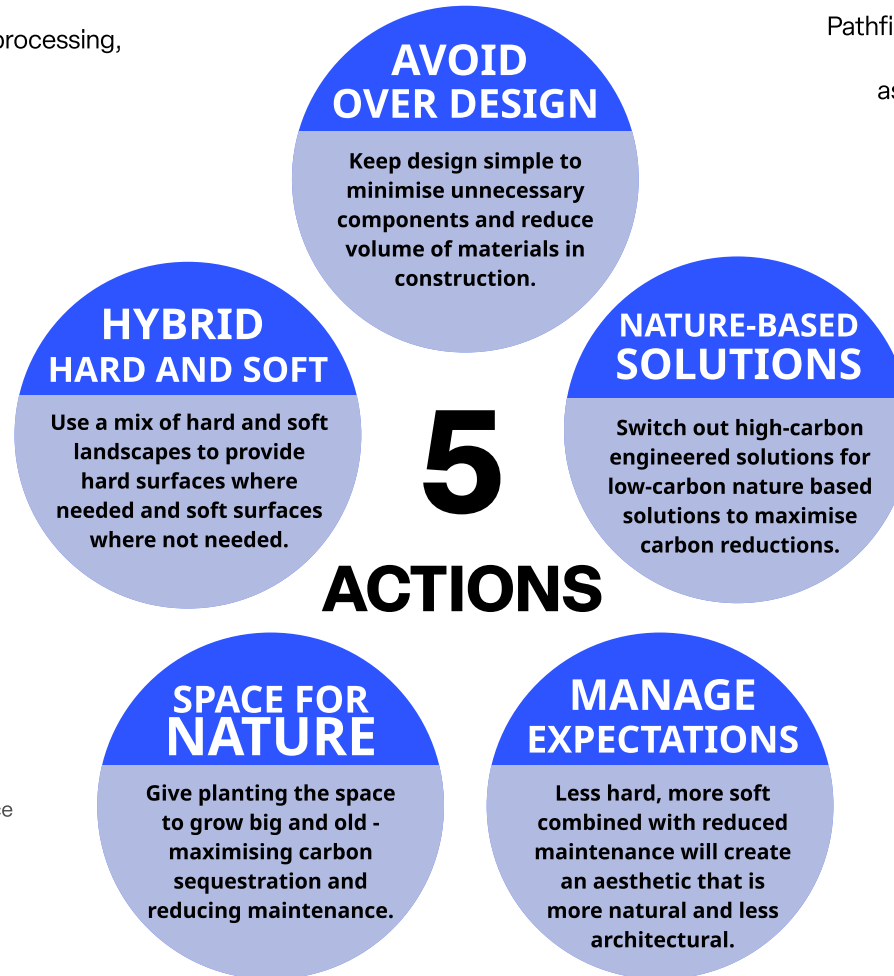 processing,
Pathfi
as
AVOID
OVER DESIGN
Keep design simple to
minimise unnecessary
components and reduce
volume of materials in
construction.
HYBRID
HARD AND SOFT
Use a mix of hard and soft
landscapes to provide
hard surfaces where
needed and soft surfaces
where not needed.
NATURE-BASED
SOLUTIONS
Switch out high-carbon
engineered solutions for
low-carbon nature based
solutions to maximise
carbon reductions.
5
ACTIONS
SPACE FOR
NATURE
Give planting the space
to grow big and old -
maximising carbon
sequestration and
reducing maintenance.
MANAGE
EXPECTATIONS
Less hard, more soft
combined with reduced
maintenance will create
an aesthetic that is
more natural and less
architectural.
ce